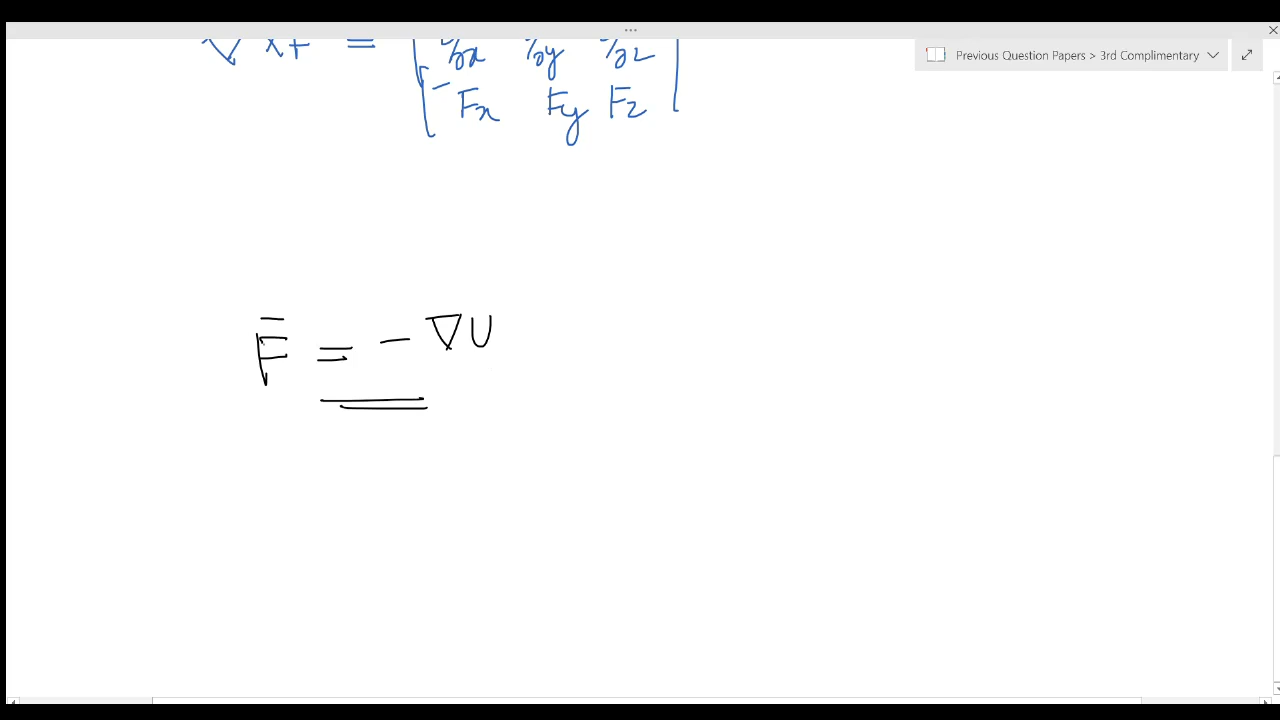 Previous Question Papers > 3rd Complimentary
∇ × F = | ∂/∂x ∂/∂y ∂/∂z |
Fx Fy Fz
F̄ = − ∇U